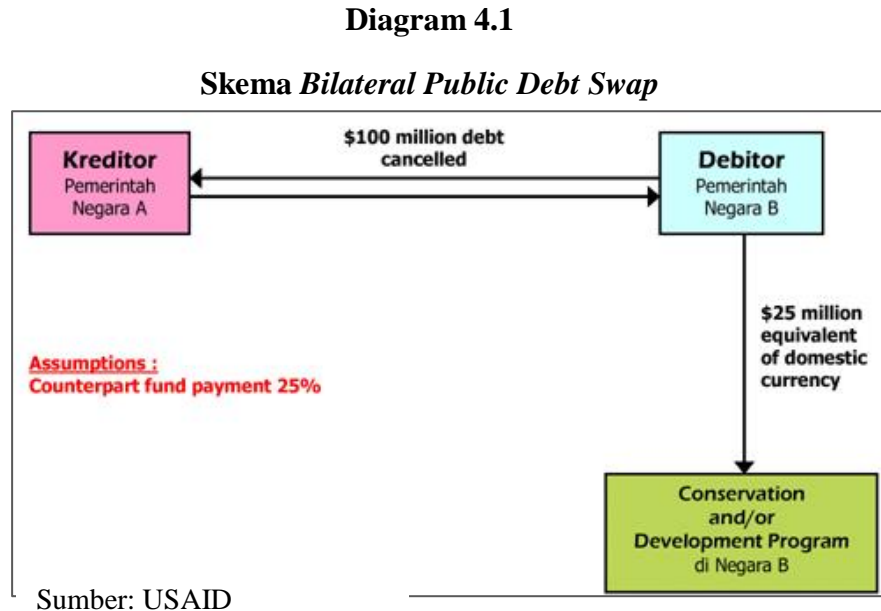 Diagram 4.1
Skema Bilateral Public Debt Swap
$100 million debt
cancelled
Kreditor
Pemerintah
Negara A
Debitor
Pemerintah
Negara B
$25 million
equivalent
of domestic
currency
Assumptions :
Counterpart fund payment 25%
Conservation
and/or
Development Program
di Negara B
Sumber: USAID